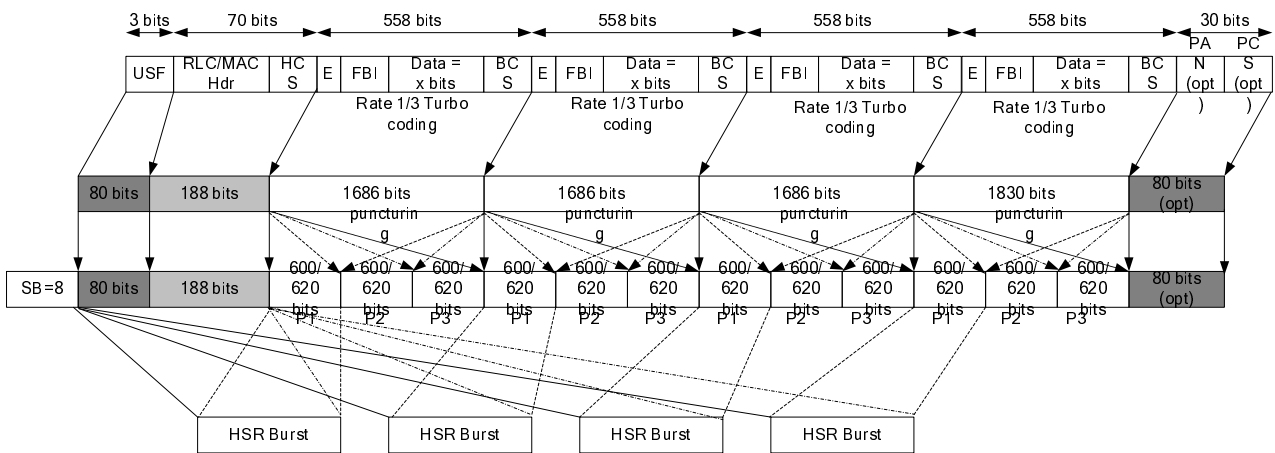 3 bits 70 bits 558 bits 558 bits 558 bits 558 bits 30 bits
USF RLC/MAC Hdr HC S E FBI Data = x bits BC S E FBI Data = x bits BC S E FBI Data = x bits BC S E FBI Data = x bits BC S PA N (opt ) PC S (opt )
Rate 1/3 Turbo coding Rate 1/3 Turbo coding Rate 1/3 Turbo coding Rate 1/3 Turbo coding
80 bits 188 bits 1686 bits 1686 bits 1686 bits 1830 bits 80 bits (opt)
puncturin g puncturin g puncturin g puncturin g
SB=8 80 bits 188 bits 600/ 620 bits 600/ 620 bits 600/ 620 bits 600/ 620 bits 600/ 620 bits 600/ 620 bits 600/ 620 bits 600/ 620 bits 600/ 620 bits 600/ 620 bits 600/ 620 bits 600/ 620 bits 80 bits (opt)
P1 P2 P3 P1 P2 P3 P1 P2 P3 P1 P2 P3
HSR Burst HSR Burst HSR Burst HSR Burst